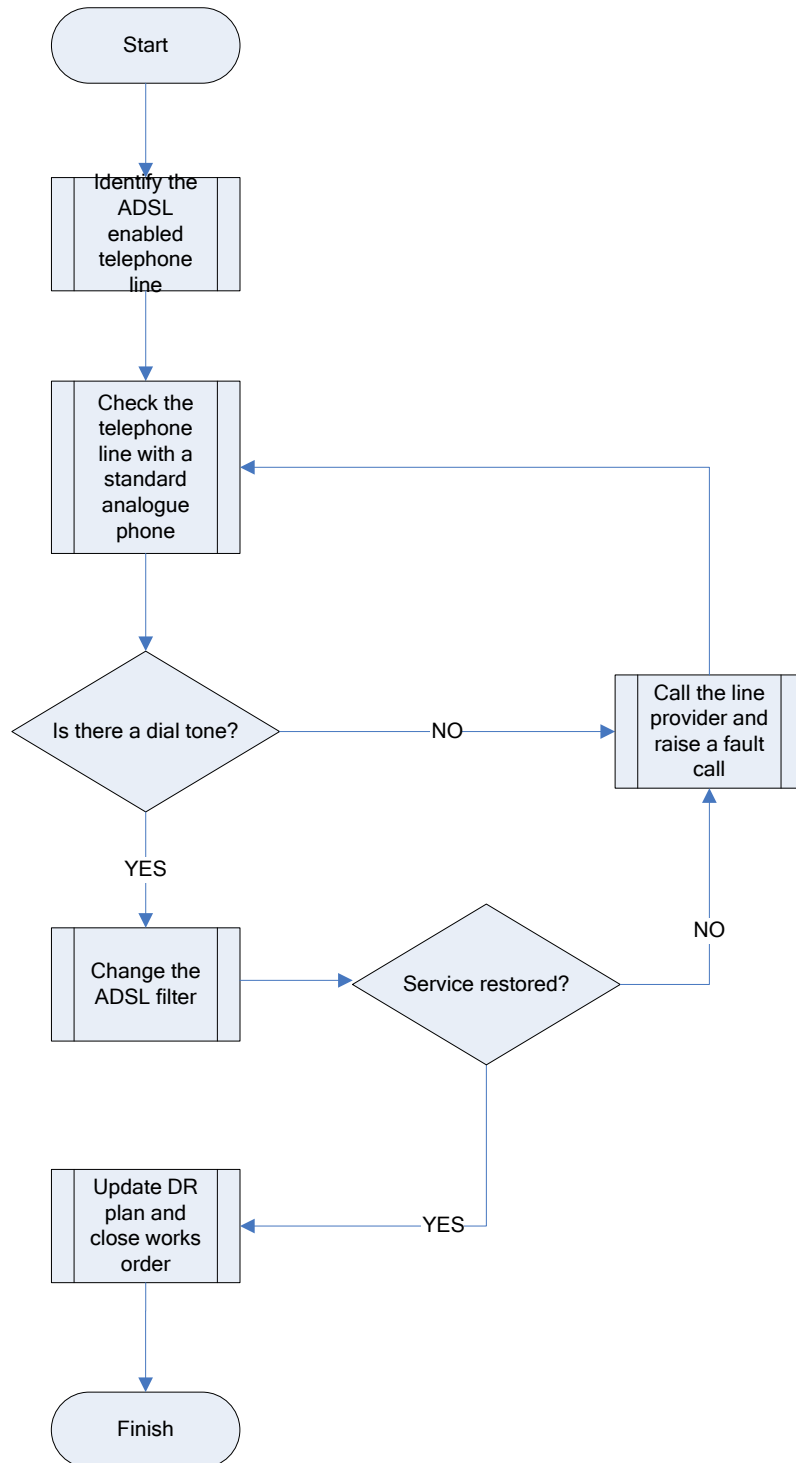 Start
Identify the
ADSL
enabled
telephone
line
Check the
telephone
line with a
standard
analogue
phone
Is there a dial tone?
NO
Call the line
provider and
raise a fault
call
YES
Change the
ADSL filter
Service restored?
NO
YES
Update DR
plan and
close works
order
Finish